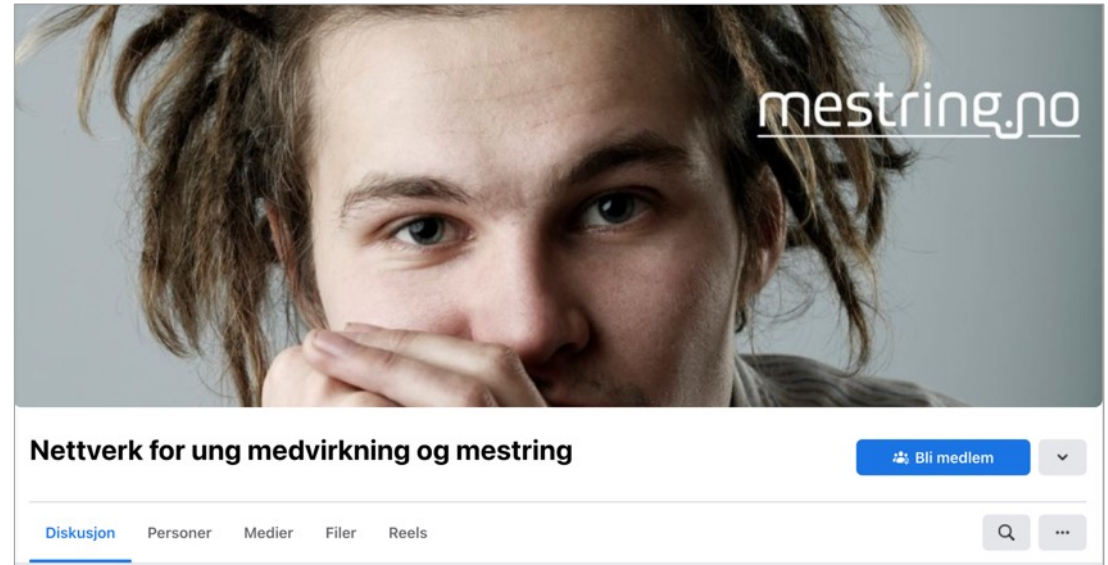 mestring.no
Nettverk for ung medvirkning og mestring
Bli medlem
Diskusjon Personer Medier Filer Reels